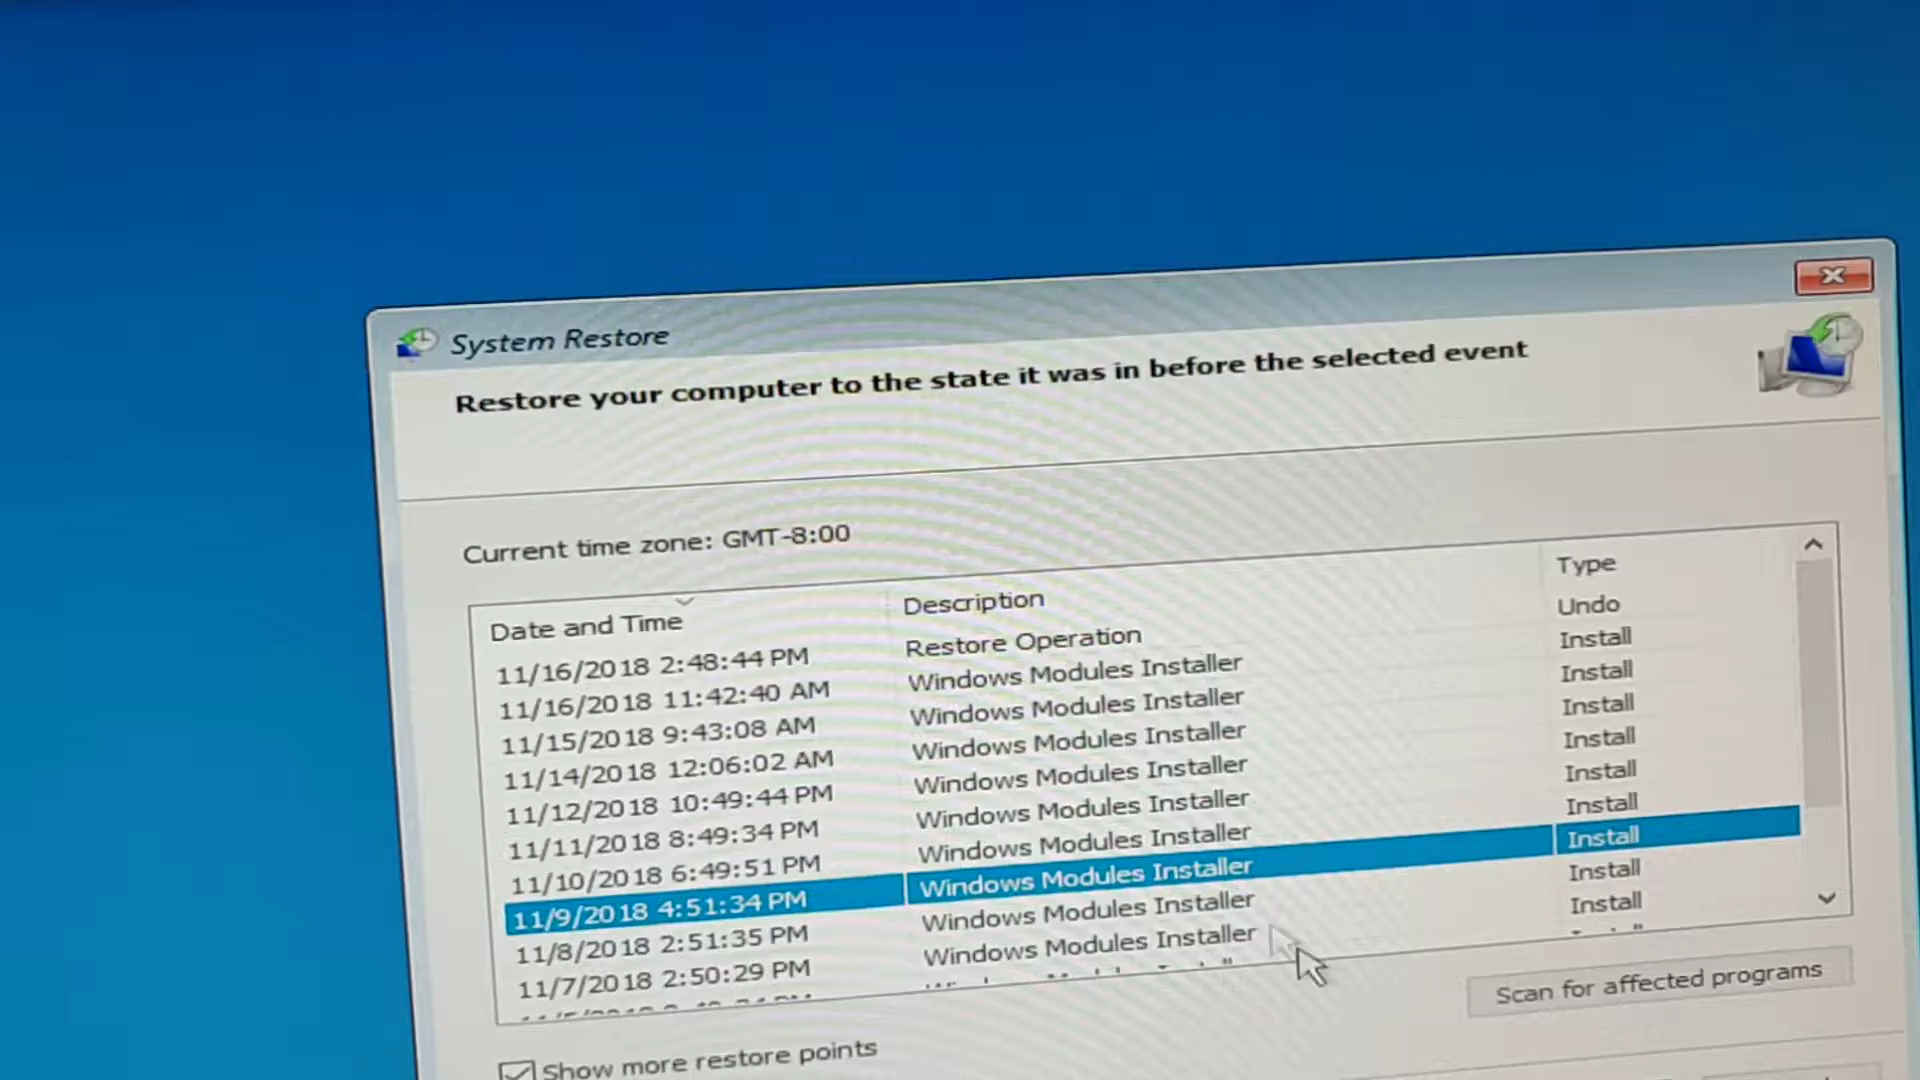 System Restore
Restore your computer to the state it was in before the selected event
Current time zone: GMT-8:00
Date and Time Description Type
11/16/2018 2:48:44 PM Restore Operation Undo
11/16/2018 11:42:40 AM Windows Modules Installer Install
11/15/2018 9:43:08 AM Windows Modules Installer Install
11/14/2018 12:06:02 AM Windows Modules Installer Install
11/12/2018 10:49:44 PM Windows Modules Installer Install
11/11/2018 8:49:34 PM Windows Modules Installer Install
11/10/2018 6:49:51 PM Windows Modules Installer Install
11/9/2018 4:51:34 PM Windows Modules Installer Install
11/8/2018 2:51:35 PM Windows Modules Installer Install
11/7/2018 2:50:29 PM Windows Modules Installer Install
Scan for affected programs
Show more restore points